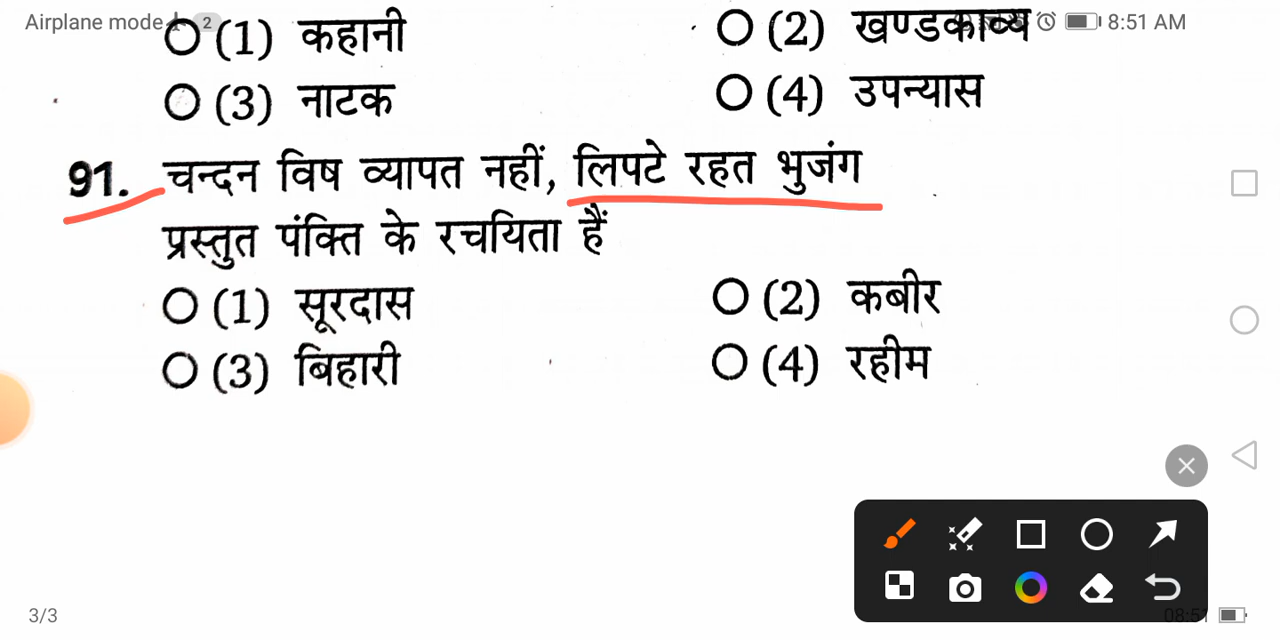 Airplane mode 2 8:51 AM
(1) कहानी (2) खण्डकाव्य
(3) नाटक (4) उपन्यास
91. चन्दन विष व्यापत नहीं, लिपटे रहत भुजंग
प्रस्तुत पंक्ति के रचयिता हैं
(1) सूरदास (2) कबीर
(3) बिहारी (4) रहीम
3/3 08:51